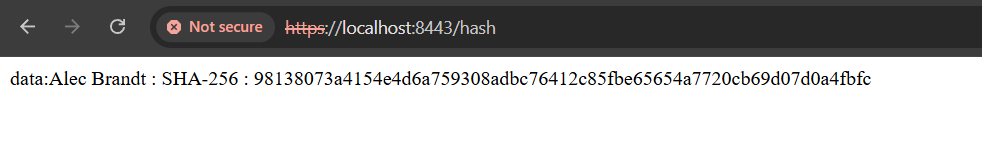 Not secure https://localhost:8443/hash
data:Alec Brandt : SHA-256 : 98138073a4154e4d6a759308adbc76412c85fbe65654a7720cb69d07d0a4fbfc